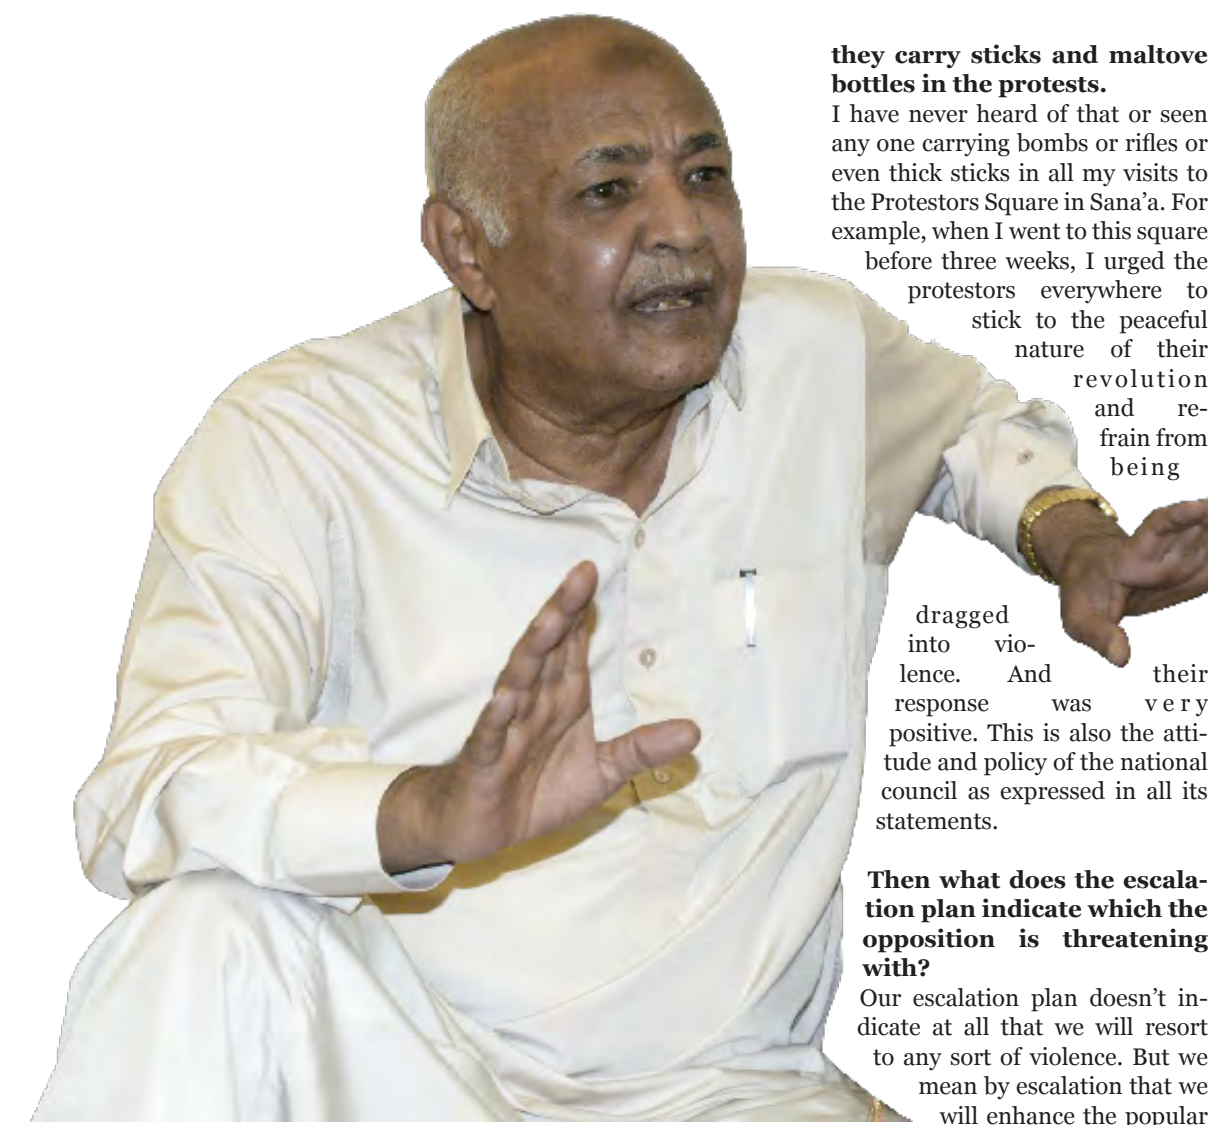 they carry sticks and maltove
bottles in the protests.
I have never heard of that or seen
any one carrying bombs or rifles or
even thick sticks in all my visits to
the Protestors Square in Sana’a. For
example, when I went to this square
before three weeks, I urged the
protestors everywhere to
stick to the peaceful
nature of their
revolution
and re-
frain from
being
dragged
into vio-
lence. And their
response was very
positive. This is also the atti-
tude and policy of the national
council as expressed in all its
statements.
Then what does the escala-
tion plan indicate which the
opposition is threatening
with?
Our escalation plan doesn’t in-
dicate at all that we will resort
to any sort of violence. But we
mean by escalation that we
will enhance the popular